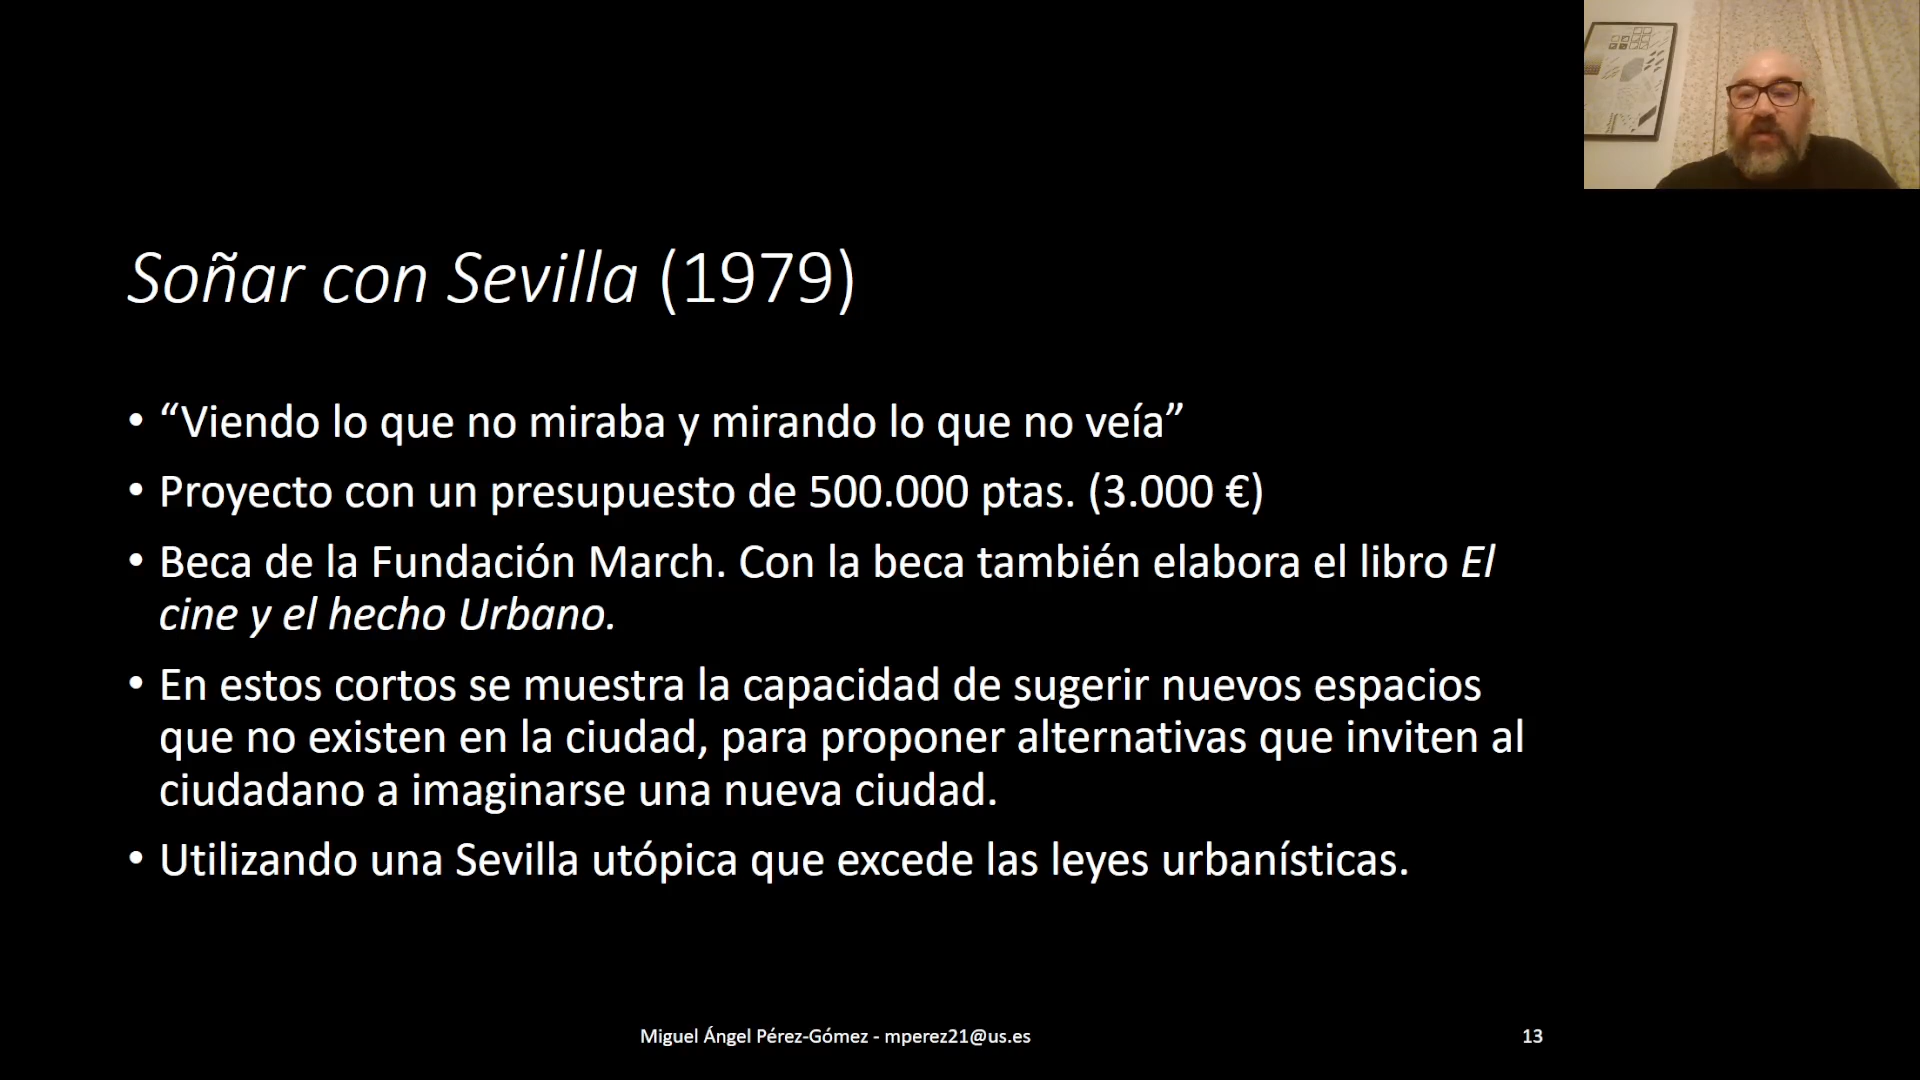 Soñar con Sevilla (1979)
• “Viendo lo que no miraba y mirando lo que no veía”
• Proyecto con un presupuesto de 500.000 ptas. (3.000 €)
• Beca de la Fundación March. Con la beca también elabora el libro El
cine y el hecho Urbano.
• En estos cortos se muestra la capacidad de sugerir nuevos espacios
que no existen en la ciudad, para proponer alternativas que inviten al
ciudadano a imaginarse una nueva ciudad.
• Utilizando una Sevilla utópica que excede las leyes urbanísticas.
Miguel Ángel Pérez-Gómez - mperez21@us.es
13